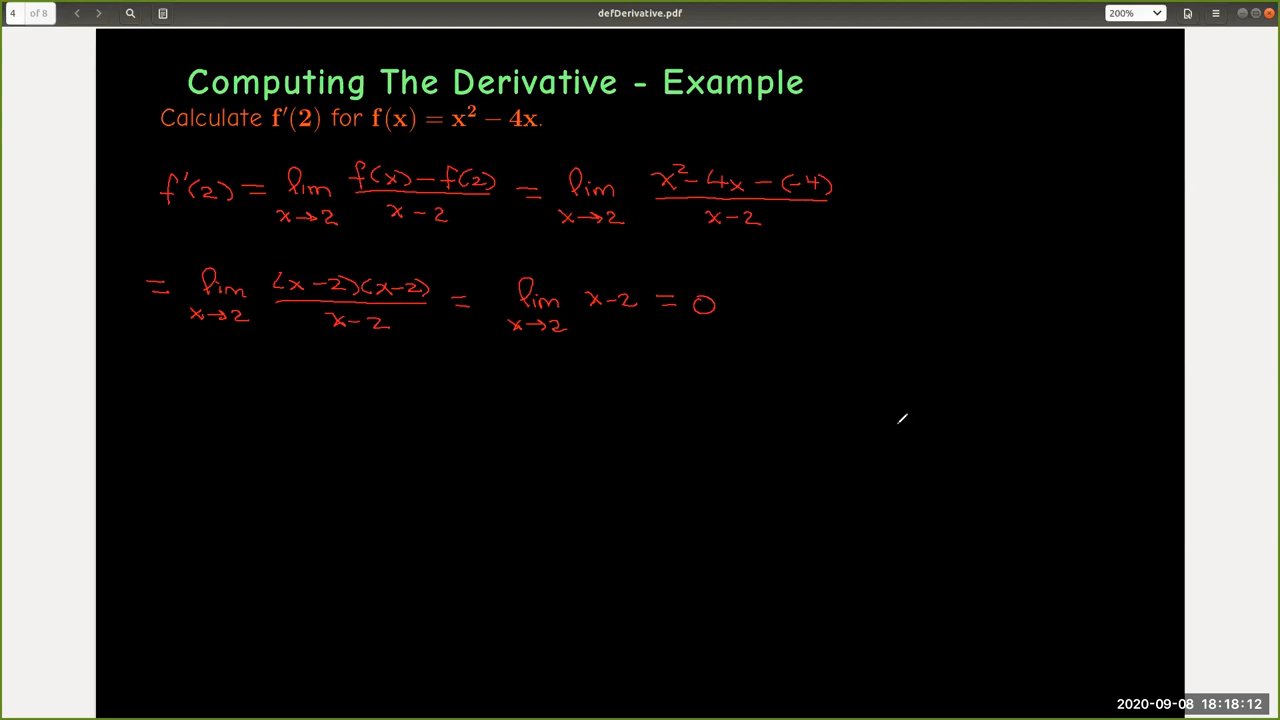 4 of 8
defDerivative.pdf
200%
Computing The Derivative - Example
Calculate f′(2) for f(x) = x² − 4x.
f'(2) = lim x→2 (f(x) − f(2))/(x − 2) = lim x→2 (x² − 4x − (−4))/(x − 2)
= lim x→2 ((x − 2)(x − 2))/(x − 2) = lim x→2 x − 2 = 0
2020-09-08 18:18:12